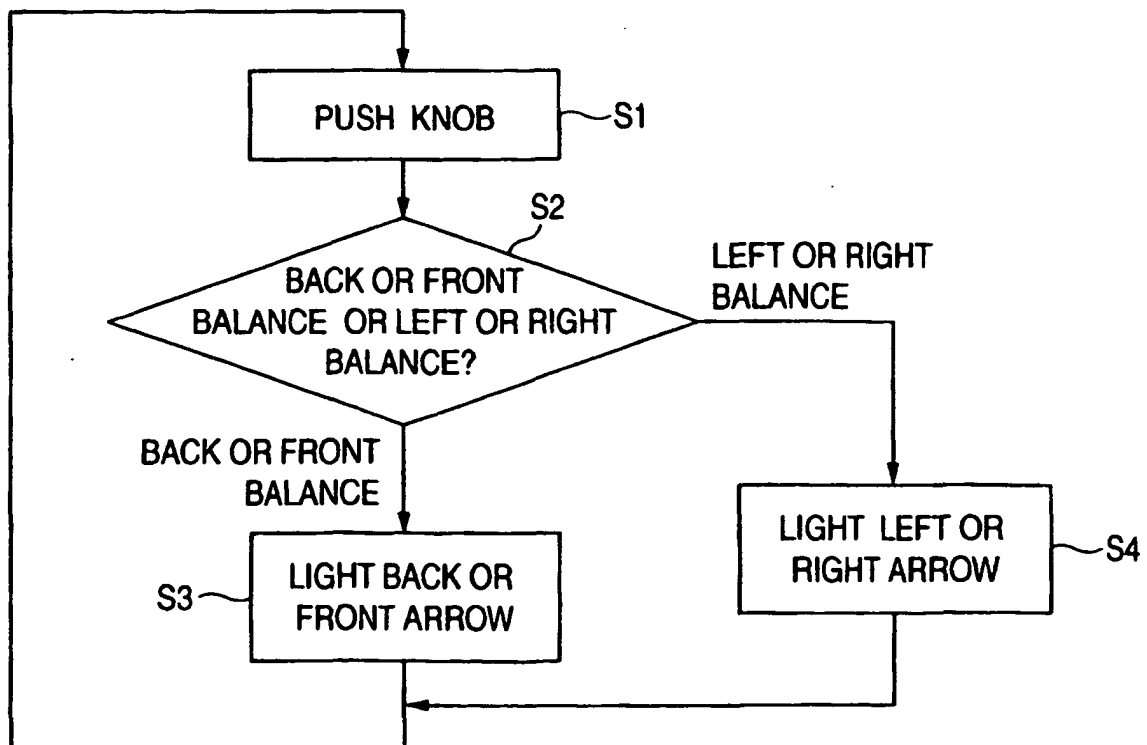 PUSH KNOB
S1
S2
BACK OR FRONT
BALANCE OR LEFT OR RIGHT
BALANCE?
LEFT OR RIGHT
BALANCE
BACK OR FRONT
BALANCE
LIGHT BACK OR
FRONT ARROW
S3
LIGHT LEFT OR
RIGHT ARROW
S4